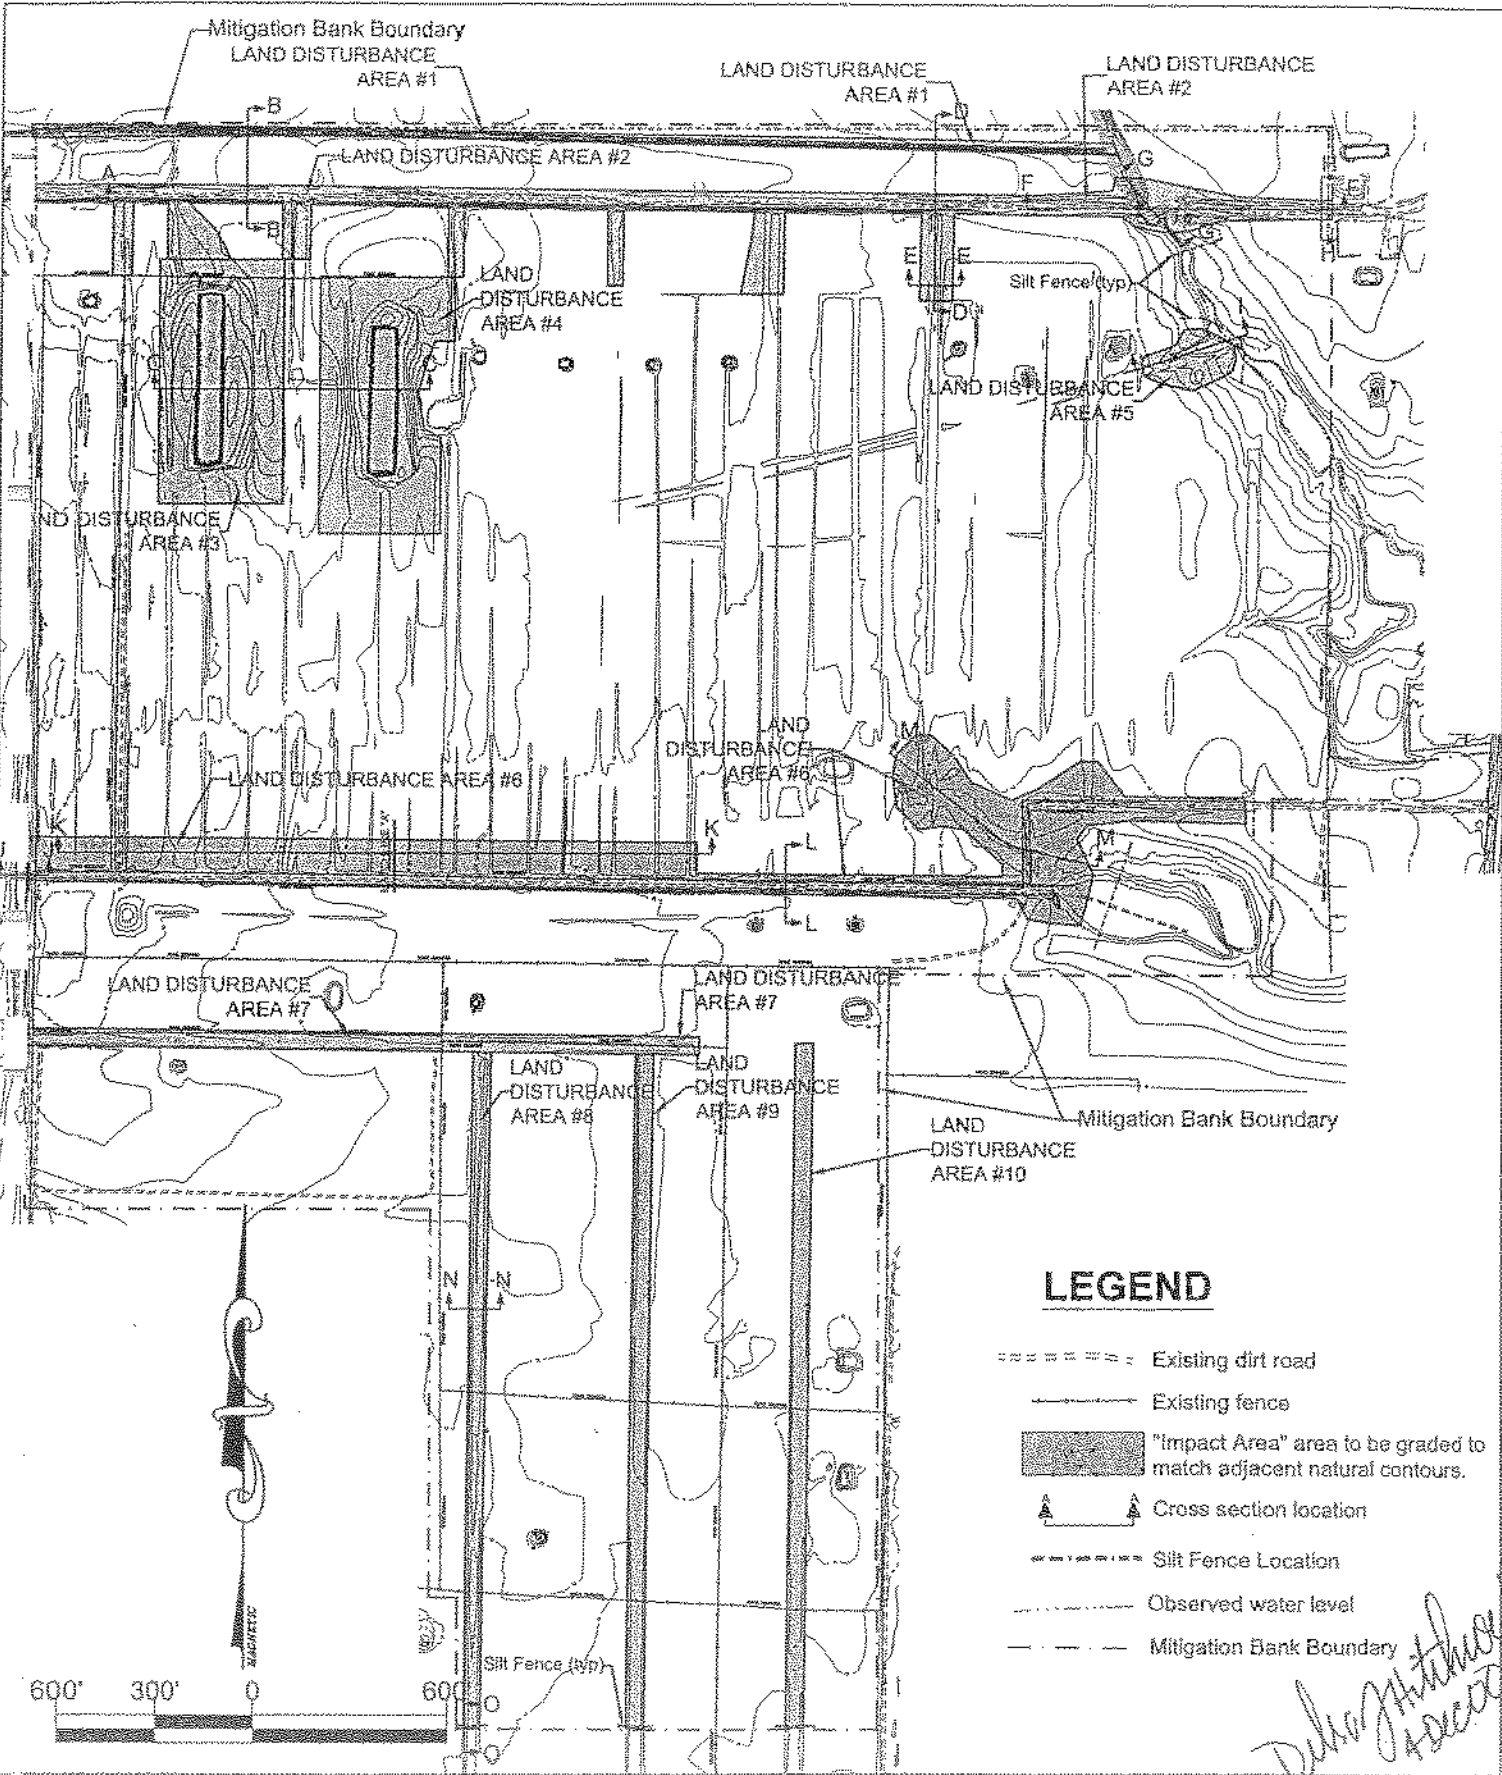 Mitigation Bank Boundary
LAND DISTURBANCE
AREA #1
LAND DISTURBANCE
AREA #1
LAND DISTURBANCE
AREA #2
B
D
LAND DISTURBANCE AREA #2
A
G
F
F
B
G
E
E
Silt Fence (typ)
LAND
DISTURBANCE
AREA #4
D
C
C
LAND DISTURBANCE
AREA #5
ND DISTURBANCE
AREA #3
LAND
DISTURBANCE
AREA #6
M
LAND DISTURBANCE AREA #6
K
K
L
M
L
LAND DISTURBANCE
AREA #7
LAND DISTURBANCE
AREA #7
LAND
DISTURBANCE
AREA #8
LAND
DISTURBANCE
AREA #9
Mitigation Bank Boundary
LAND
DISTURBANCE
AREA #10
N
N
LEGEND
Existing dirt road
Existing fence
"Impact Area" area to be graded to
match adjacent natural contours.
A
A
Cross section location
Silt Fence Location
Observed water level
Mitigation Bank Boundary
MAGNETIC
Silt Fence (typ)
600'
300'
0
600
O
O